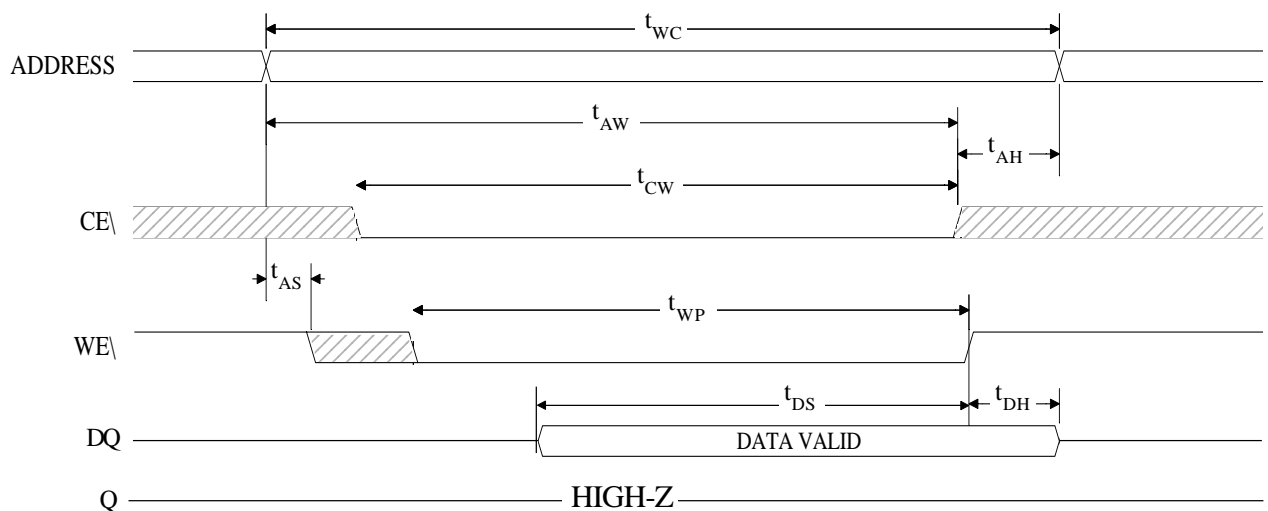 tWC
ADDRESS
tAW
tAH
tCW
CE\
tAS
tWP
WE\
tDS
tDH
DQ
DATA VALID
Q
HIGH-Z